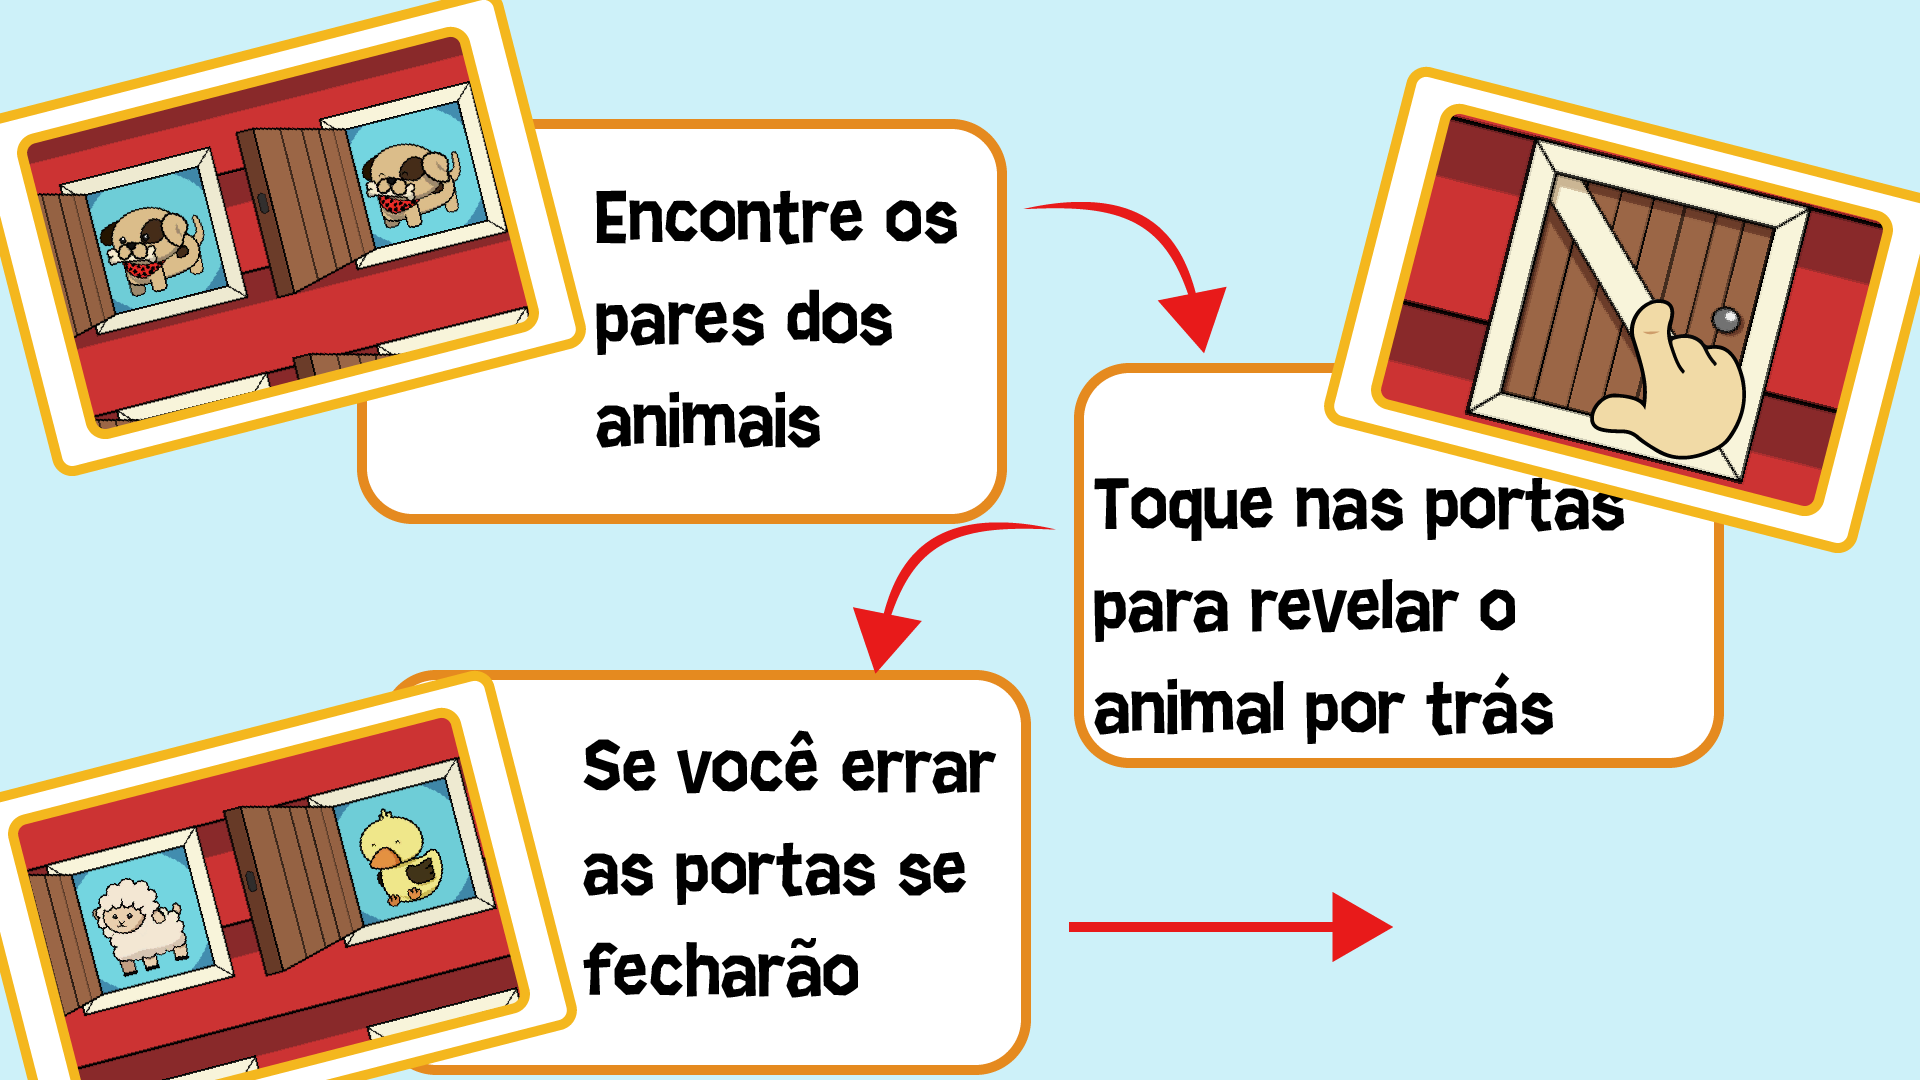 Encontre os
pares dos
animais
Toque nas portas
para revelar o
animal por trás
Se você errar
as portas se
fecharão